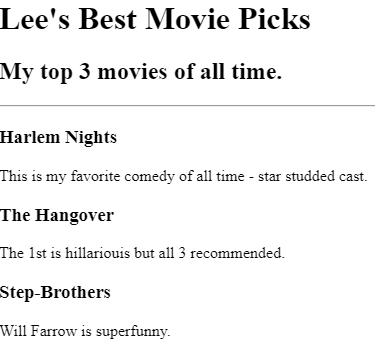 Lee's Best Movie Picks
My top 3 movies of all time.
Harlem Nights
This is my favorite comedy of all time - star studded cast.
The Hangover
The 1st is hillariouis but all 3 recommended.
Step-Brothers
Will Farrow is superfunny.